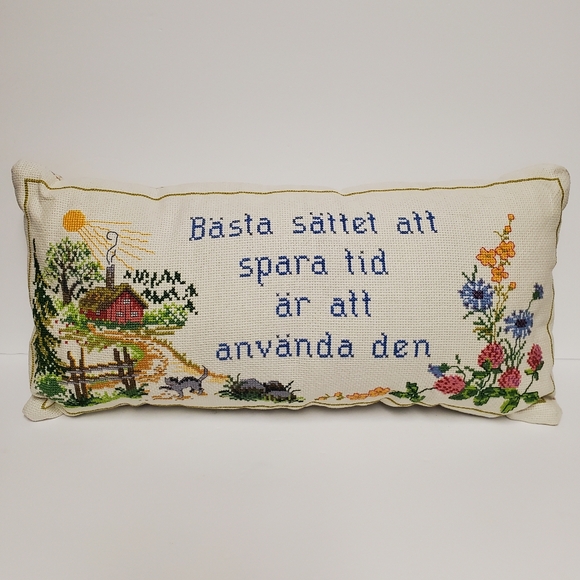 Bästa sättet att
spara tid
är att
använda den